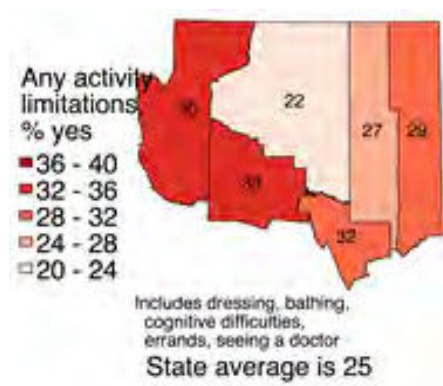 Any activity
limitations
% yes
36 - 40
32 - 36
28 - 32
24 - 28
20 - 24
22
27
29
32
Includes dressing, bathing,
cognitive difficulties,
errands, seeing a doctor
State average is 25